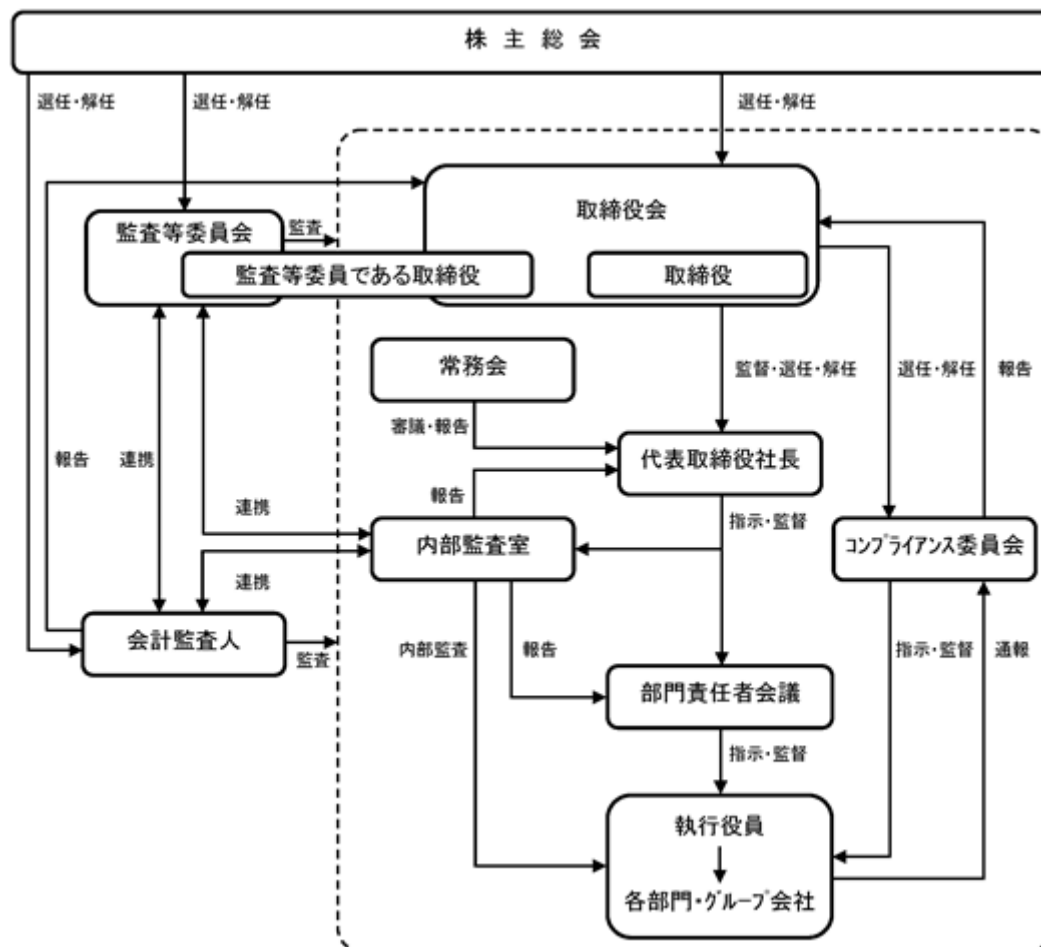 株主総会
選任・解任
選任・解任
選任・解任
取締役会
監査等委員会
監査
監査等委員である取締役
取締役
常務会
監督・選任・解任
選任・解任
報告
審議・報告
代表取締役社長
報告
連携
報告
連携
指示・監督
内部監査室
コンプライアンス委員会
連携
会計監査人
監査
内部監査
報告
指示・監督
通報
部門責任者会議
指示・監督
執行役員
各部門・グループ会社